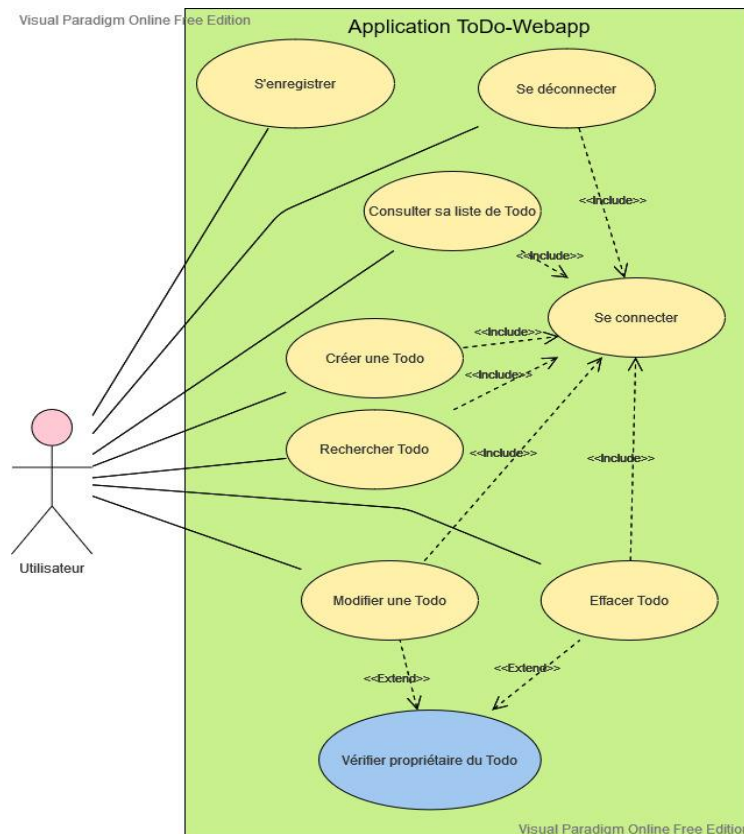 Visual Paradigm Online Free Edition
Application ToDo-Webapp
S'enregistrer
Se déconnecter
<<Include>>
Consulter sa liste de Todo
<<Include>>
Se connecter
<<Include>>
Créer une Todo
<<Include>>
Rechercher Todo
<<Include>>
<<Include>>
Utilisateur
Modifier une Todo
Effacer Todo
<<Extend>>
<<Extend>>
Vérifier propriétaire du Todo
Visual Paradigm Online Free Edition